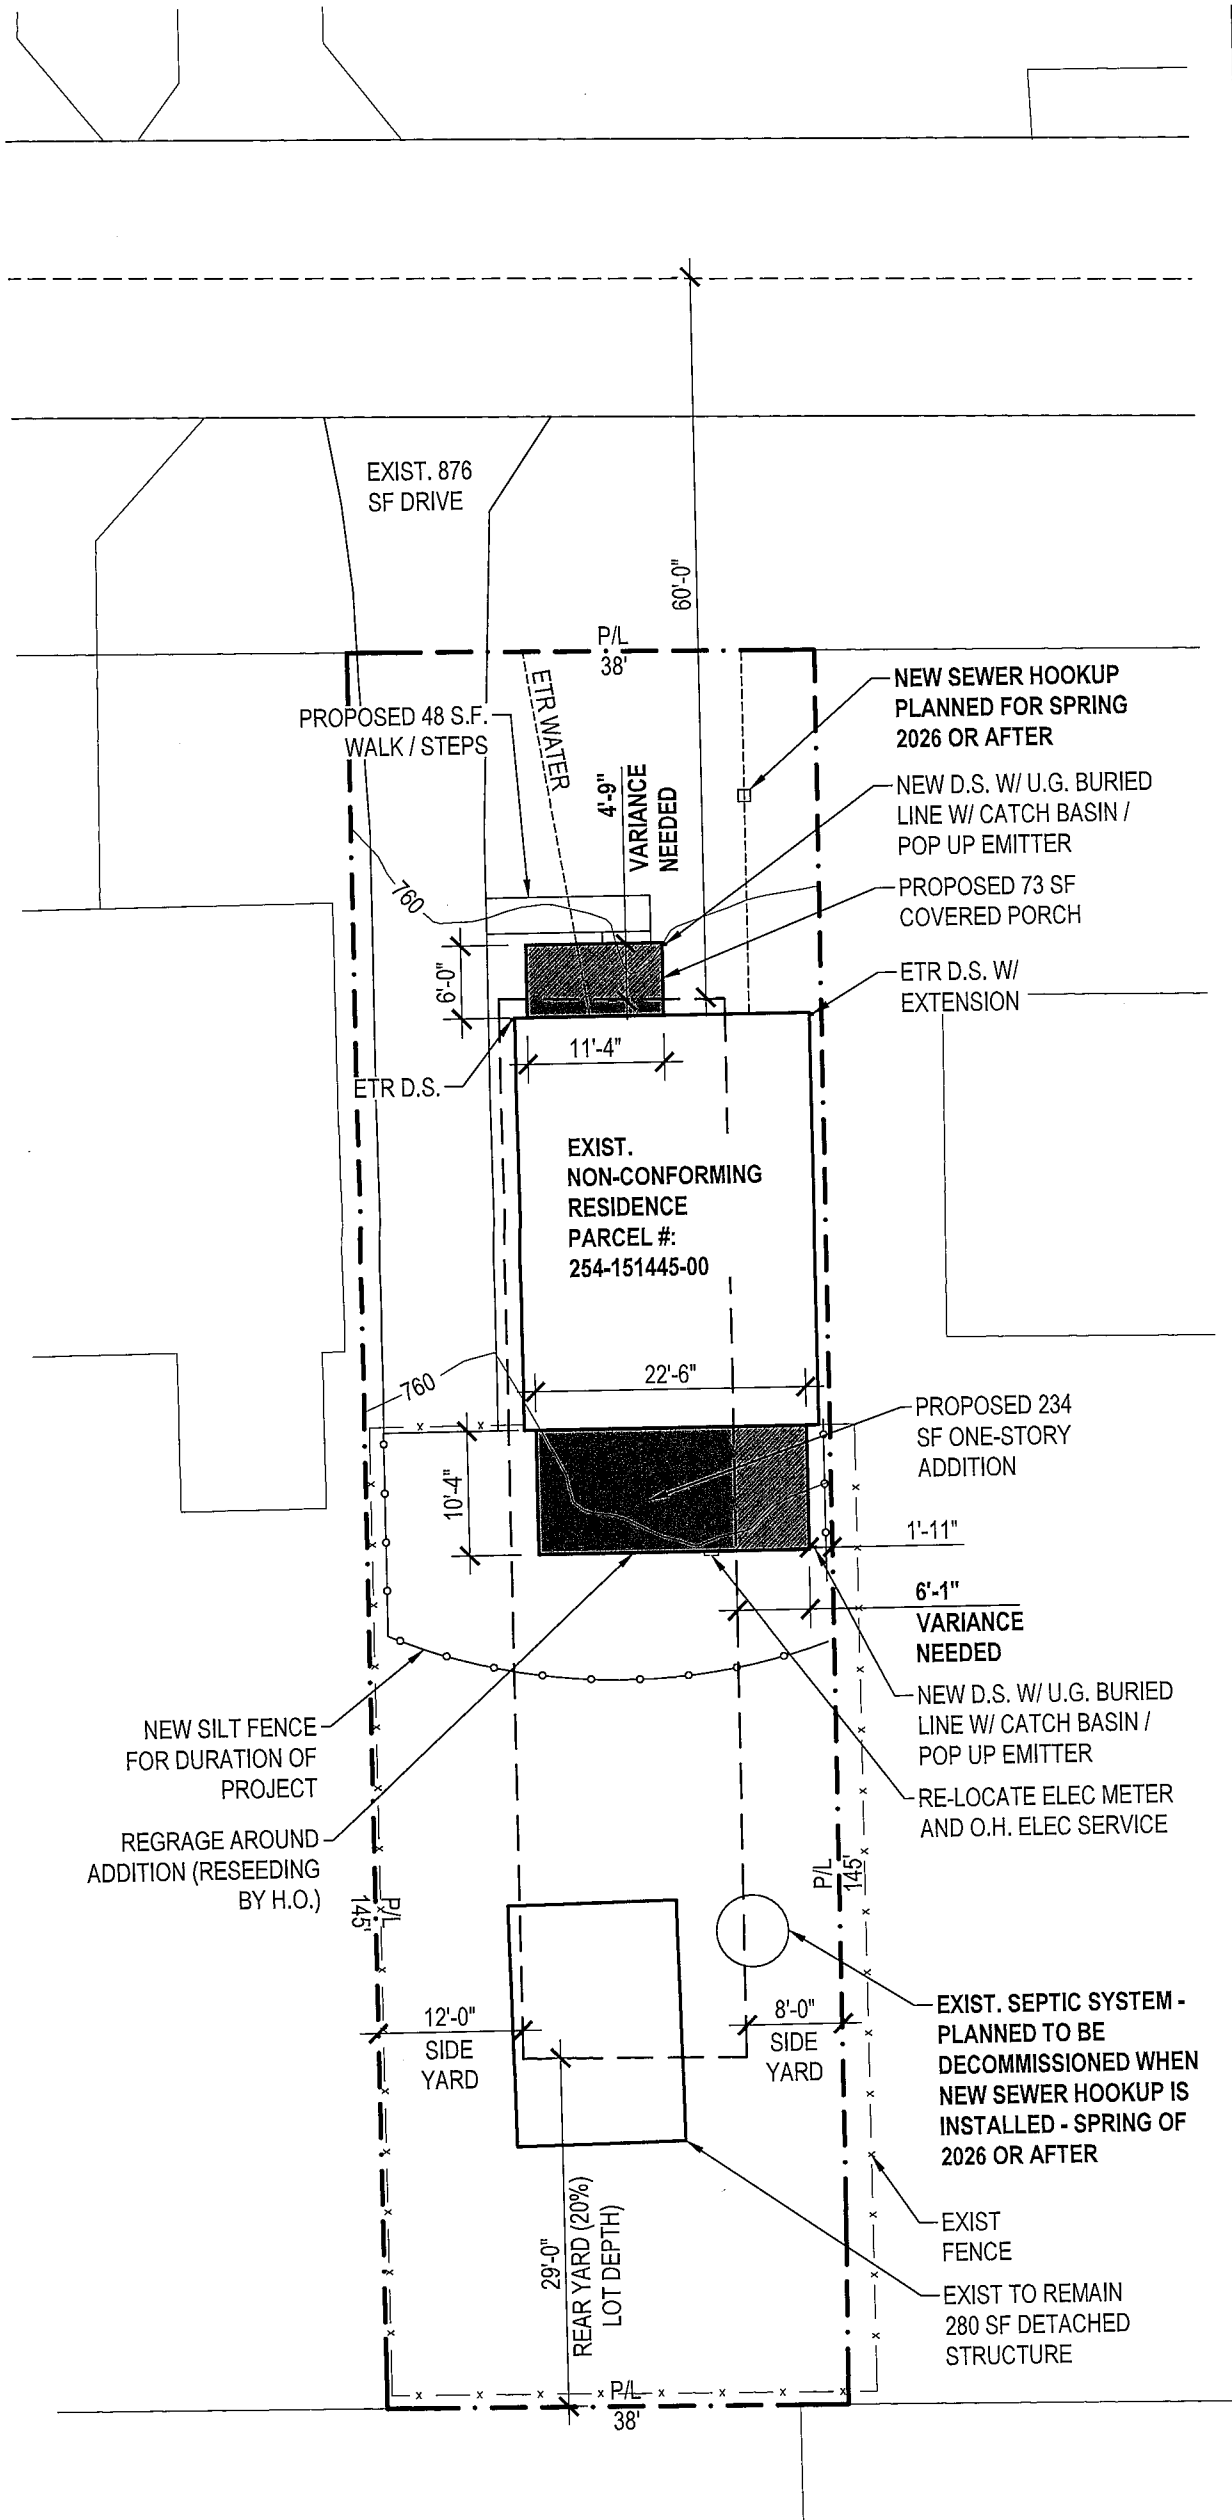 EXIST. 876
SF DRIVE
60'-0"
P/L
38'
NEW SEWER HOOKUP
PLANNED FOR SPRING
2026 OR AFTER
PROPOSED 48 S.F.
WALK / STEPS
ETR WATER
4'-9"
VARIANCE
NEEDED
NEW D.S. W/ U.G. BURIED
LINE W/ CATCH BASIN /
POP UP EMITTER
760
PROPOSED 73 SF
COVERED PORCH
6'-0"
ETR D.S. W/
EXTENSION
11'-4"
ETR D.S.
EXIST.
NON-CONFORMING
RESIDENCE
PARCEL #:
254-151445-00
760
22'-6"
PROPOSED 234
SF ONE-STORY
ADDITION
10'-4"
1'-11"
6'-1"
VARIANCE
NEEDED
NEW D.S. W/ U.G. BURIED
LINE W/ CATCH BASIN /
POP UP EMITTER
NEW SILT FENCE
FOR DURATION OF
PROJECT
RE-LOCATE ELEC METER
AND O.H. ELEC SERVICE
REGRAGE AROUND
ADDITION (RESEEDING
BY H.O.)
P/L
145'
P/L
145'
12'-0"
SIDE
YARD
8'-0"
SIDE
YARD
EXIST. SEPTIC SYSTEM -
PLANNED TO BE
DECOMMISSIONED WHEN
NEW SEWER HOOKUP IS
INSTALLED - SPRING OF
2026 OR AFTER
29'-0"
REAR YARD (20%
LOT DEPTH)
EXIST
FENCE
EXIST TO REMAIN
280 SF DETACHED
STRUCTURE
P/L
38'